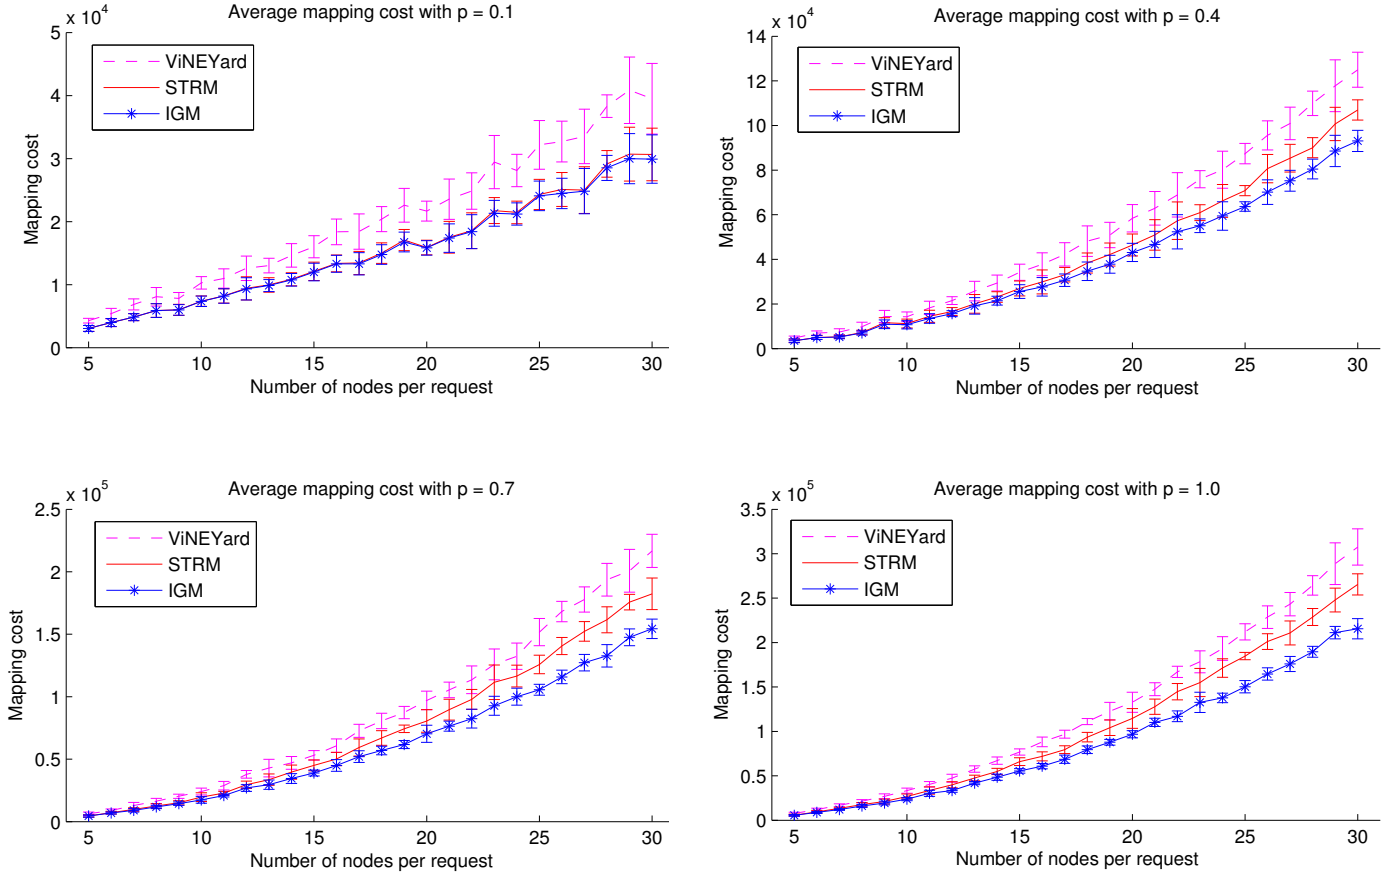 Average mapping cost with p = 0.1
x 10^4
5
4
3
2
1
0
Mapping cost
ViNEYard
STRM
IGM
5 10 15 20 25 30
Number of nodes per request
Average mapping cost with p = 0.4
x 10^4
14
12
10
8
6
4
2
0
Mapping cost
ViNEYard
STRM
IGM
5 10 15 20 25 30
Number of nodes per request
Average mapping cost with p = 0.7
x 10^5
2.5
2
1.5
1
0.5
0
Mapping cost
ViNEYard
STRM
IGM
5 10 15 20 25 30
Number of nodes per request
Average mapping cost with p = 1.0
x 10^5
3.5
3
2.5
2
1.5
1
0.5
0
Mapping cost
ViNEYard
STRM
IGM
5 10 15 20 25 30
Number of nodes per request